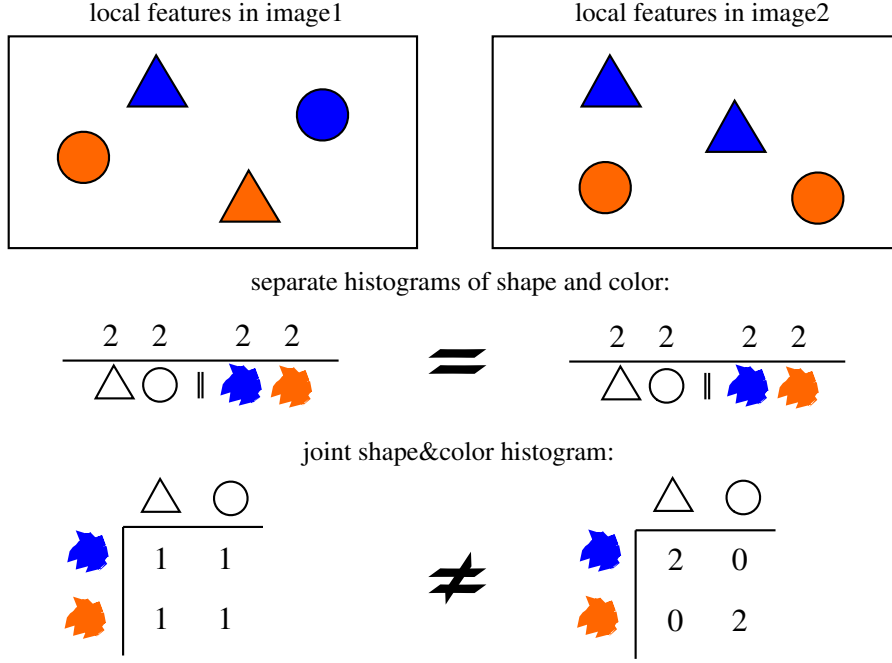 local features in image1 local features in image2
separate histograms of shape and color:
2 2 2 2 = 2 2 2 2
|| ||
joint shape&color histogram:
1 1 ≠ 2 0
1 1 0 2